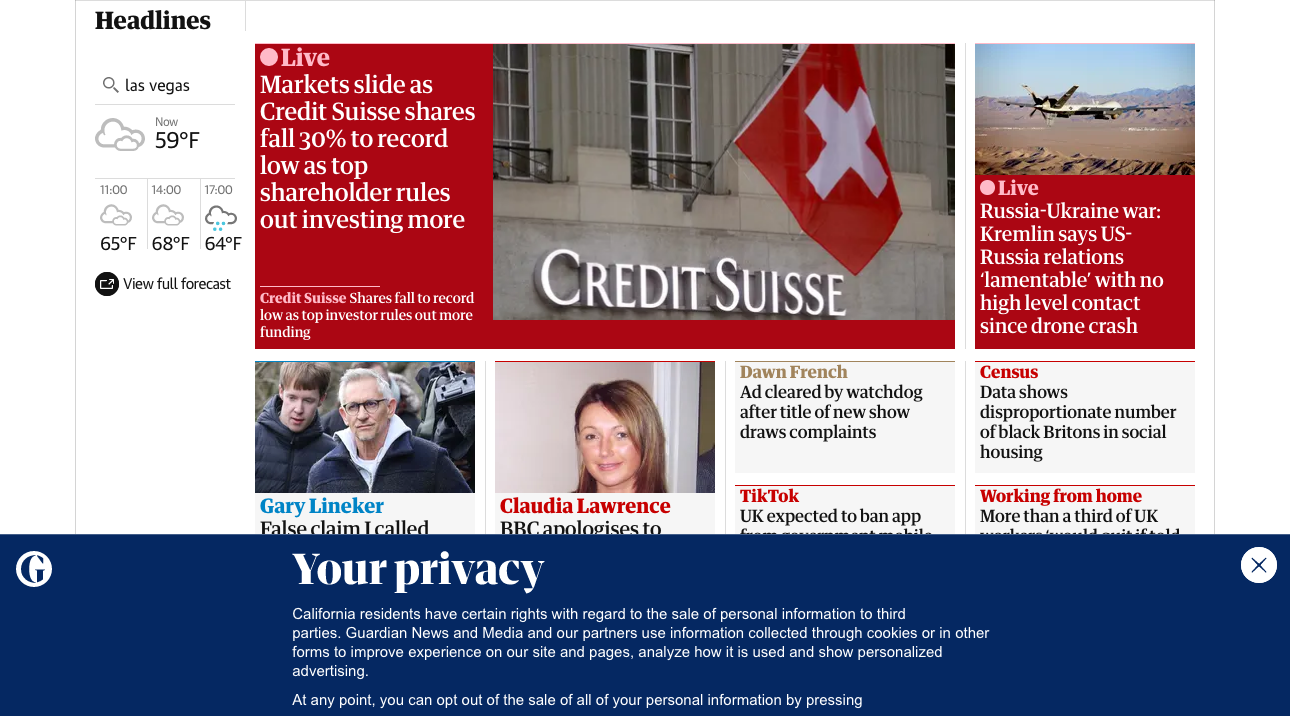 Headlines
las vegas
Now
59°F
11:00
14:00
17:00
65°F
68°F
64°F
View full forecast
Live
Markets slide as
Credit Suisse shares
fall 30% to record
low as top
shareholder rules
out investing more
Credit Suisse Shares fall to record
low as top investor rules out more
funding
CREDIT SUISSE
Live
Russia-Ukraine war:
Kremlin says US-
Russia relations
‘lamentable’ with no
high level contact
since drone crash
Gary Lineker
False claim I called
Claudia Lawrence
BBC apologises to
Dawn French
Ad cleared by watchdog
after title of new show
draws complaints
Census
Data shows
disproportionate number
of black Britons in social
housing
TikTok
UK expected to ban app
from government mobile
Working from home
More than a third of UK
workers ‘would quit if told
G
Your privacy
California residents have certain rights with regard to the sale of personal information to third
parties. Guardian News and Media and our partners use information collected through cookies or in other
forms to improve experience on our site and pages, analyze how it is used and show personalized
advertising.
At any point, you can opt out of the sale of all of your personal information by pressing